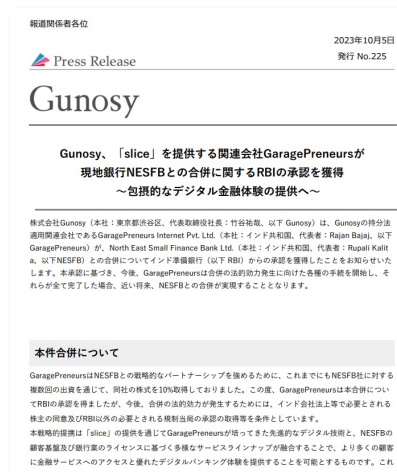 報道関係者各位
2023年10月5日
発行 No.225
Press Release
Gunosy
Gunosy、「slice」を提供する関連会社GaragePreneursが
現地銀行NESFBとの合併に関するRBIの承認を獲得
～包摂的なデジタル金融体験の提供へ～
株式会社Gunosy（本社：東京都渋谷区、代表取締役社長：竹谷祐哉、以下 Gunosy）は、Gunosyの持分法
適用関連会社であるGaragePreneurs Internet Pvt. Ltd.（本社：インド共和国、代表者：Rajan Bajaj、以下
GaragePreneurs）が、North East Small Finance Bank Ltd.（本社：インド共和国、代表者：Rupali Kalit
a、以下NESFB）との合併についてインド準備銀行（以下 RBI）からの承認を獲得したことをお知らせいた
します。本承認に基づき、今後、GaragePreneursは合併の法的効力発生に向けた各種の手続を開始し、そ
れらが全て完了した場合、近い将来、NESFBとの合併が実現することとなります。
本件合併について
GaragePreneursはNESFBとの戦略的なパートナーシップを強めるために、これまでにもNESFB社に対する
複数回の出資を通じて、同社の株式を10%取得しておりました。この度、GaragePreneursは本合併につい
てRBIの承認を得ましたが、今後、合併の法的効力が発生するためには、インド会社法上等で必要とされる
株主の同意及びRBI以外の必要とされる規制当局の承認の取得等を条件としています。
本戦略的提携は「slice」の提供を通じてGaragePreneursが培ってきた先進的なデジタル技術と、NESFBの
顧客基盤及び銀行業のライセンスに基づく多様なサービスラインナップが融合することで、より多くの顧客
に金融サービスへのアクセスと優れたデジタルバンキング体験を提供することを可能とするものです。これ